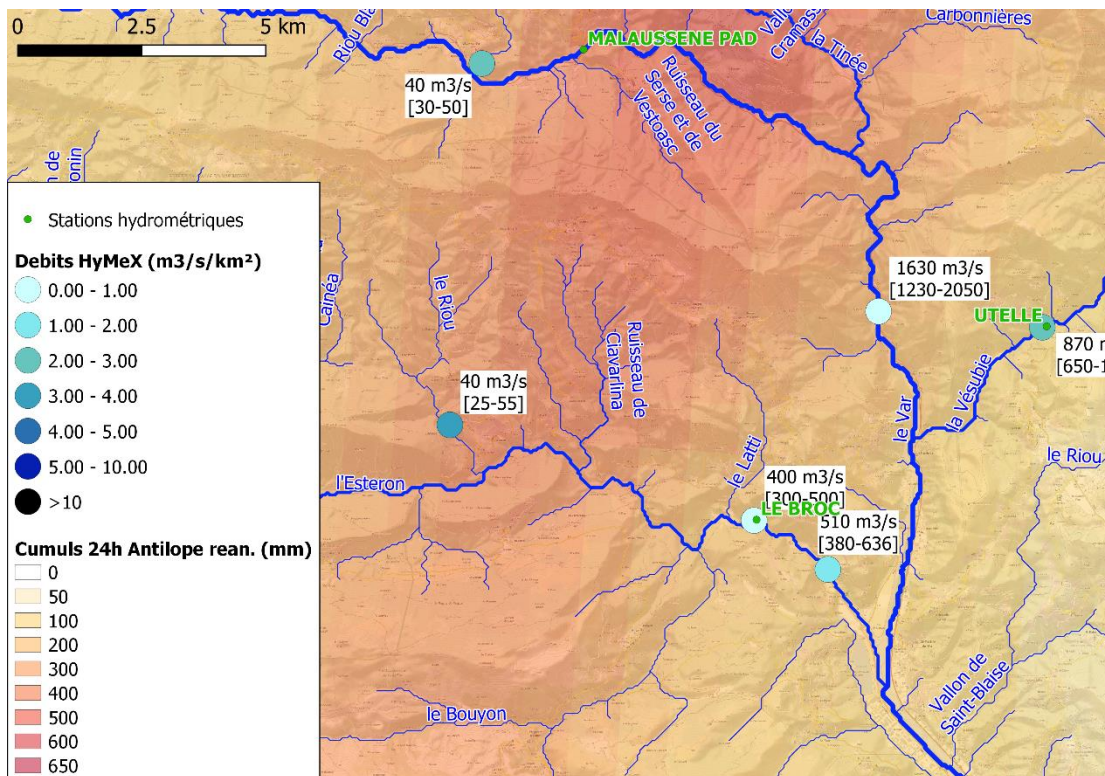 0 2.5 5 km
Riou Bla
MALAUSSENE PAD
Vallon
Cramass
la Tinée
Carbonnières
40 m3/s
[30-50]
Ruisseau du
Serse et de
Vestoasc
n de
onin
Stations hydrométriques
Debits HyMeX (m3/s/km²)
0.00 - 1.00
1.00 - 2.00
2.00 - 3.00
3.00 - 4.00
4.00 - 5.00
5.00 - 10.00
>10
Cumuls 24h Antilope rean. (mm)
0
50
100
200
300
400
500
600
650
Cainéa
le Riou
Ruisseau de
Ciavarlina
40 m3/s
[25-55]
1630 m3/s
[1230-2050]
UTELLE
870 m
[650-1
le Var
la Vésubie
le Riou
l'Esteron
le Latti
400 m3/s
[300-500]
LE BROC
510 m3/s
[380-636]
le Bouyon
Vallon de
Saint-Blaise